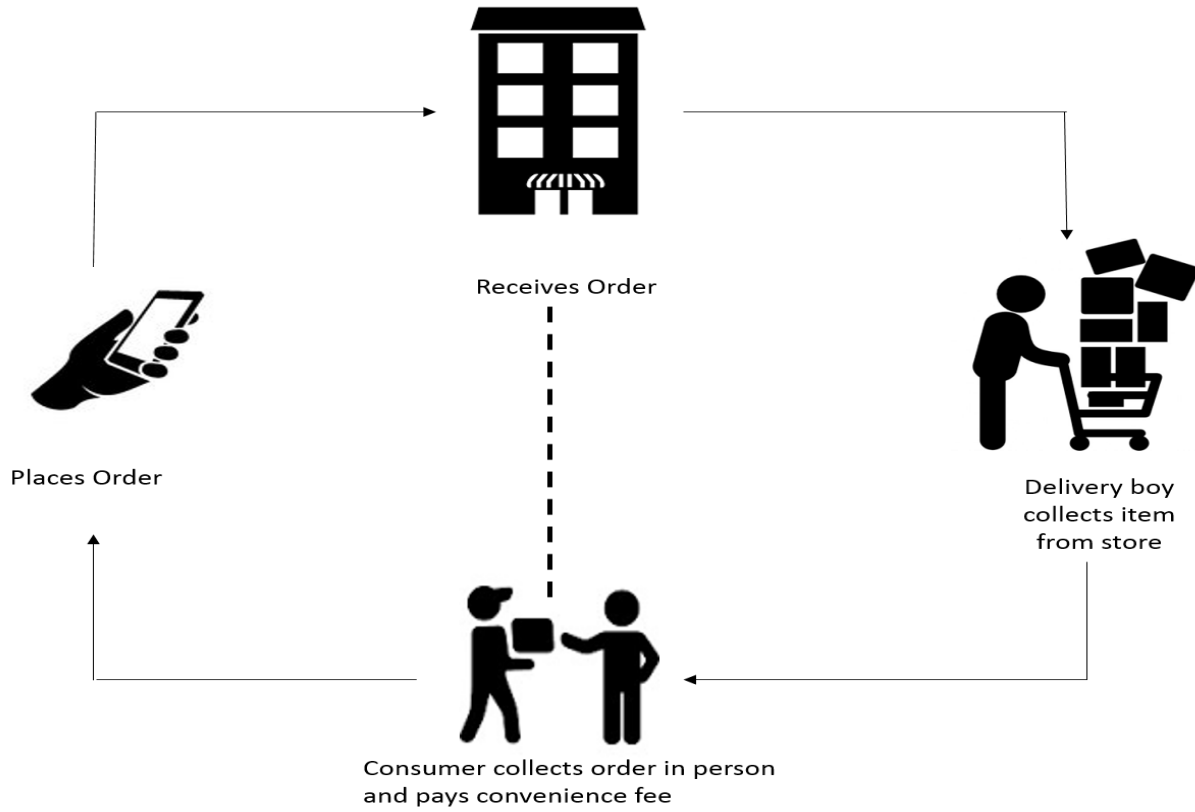 Receives Order
Places Order
Delivery boy
collects item
from store
Consumer collects order in person
and pays convenience fee